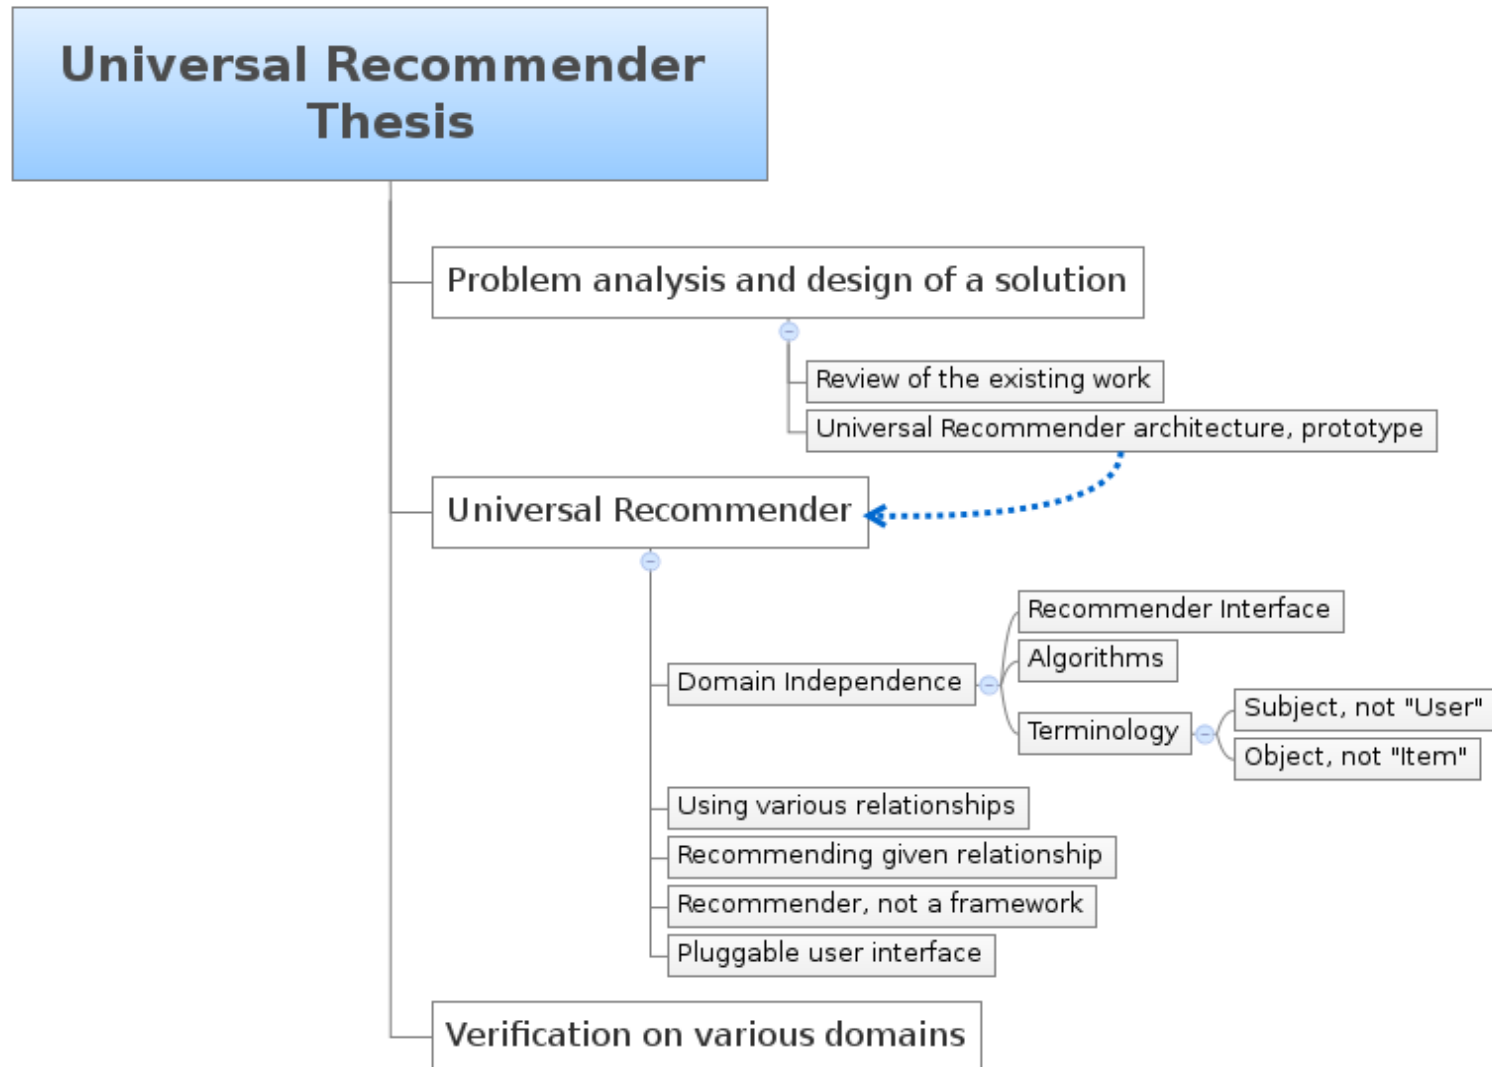 Universal Recommender
Thesis
Problem analysis and design of a solution
Review of the existing work
Universal Recommender architecture, prototype
Universal Recommender
Recommender Interface
Algorithms
Domain Independence
Subject, not "User"
Terminology
Object, not "Item"
Using various relationships
Recommending given relationship
Recommender, not a framework
Pluggable user interface
Verification on various domains